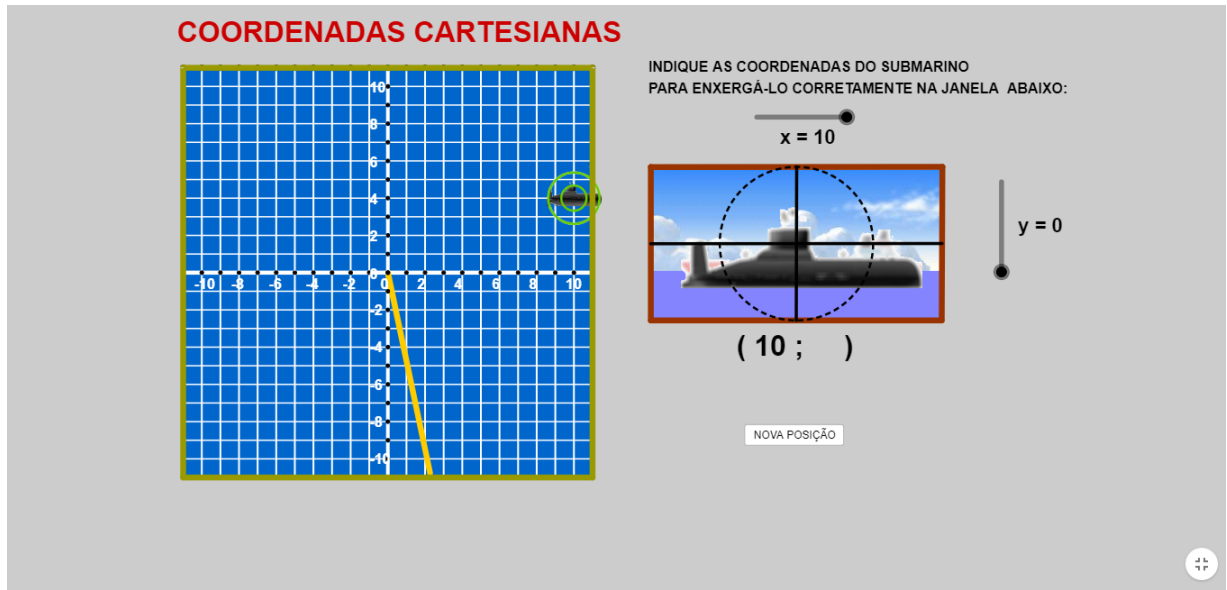 COORDENADAS CARTESIANAS
INDIQUE AS COORDENADAS DO SUBMARINO
PARA ENXERGÁ-LO CORRETAMENTE NA JANELA ABAIXO:
x = 10
y = 0
( 10 ; )
NOVA POSIÇÃO
10
8
6
4
2
0
-10 -8 -6 -4 -2 0 2 4 6 8 10
-2
-4
-6
-8
-10